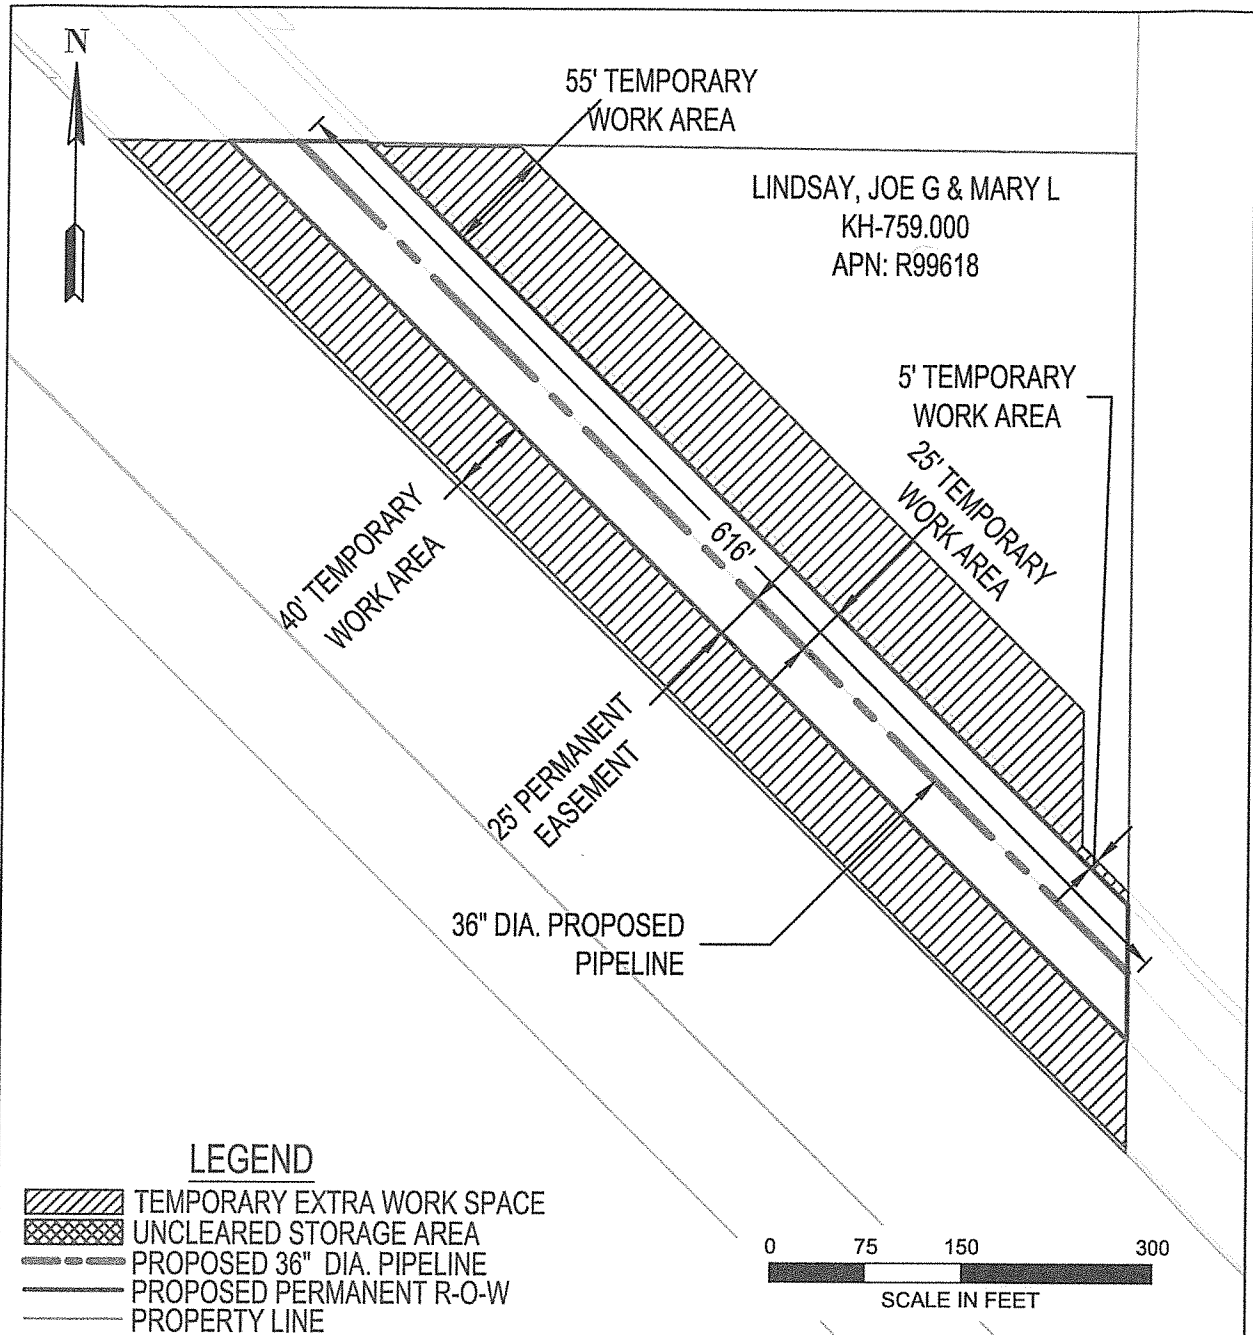 N
55' TEMPORARY
WORK AREA
LINDSAY, JOE G & MARY L
KH-759.000
APN: R99618
5' TEMPORARY
WORK AREA
25' TEMPORARY
WORK AREA
616'
40' TEMPORARY
WORK AREA
25' PERMANENT
EASEMENT
36" DIA. PROPOSED
PIPELINE
LEGEND
TEMPORARY EXTRA WORK SPACE
UNCLEARED STORAGE AREA
PROPOSED 36" DIA. PIPELINE
PROPOSED PERMANENT R-O-W
PROPERTY LINE
0 75 150 300
SCALE IN FEET